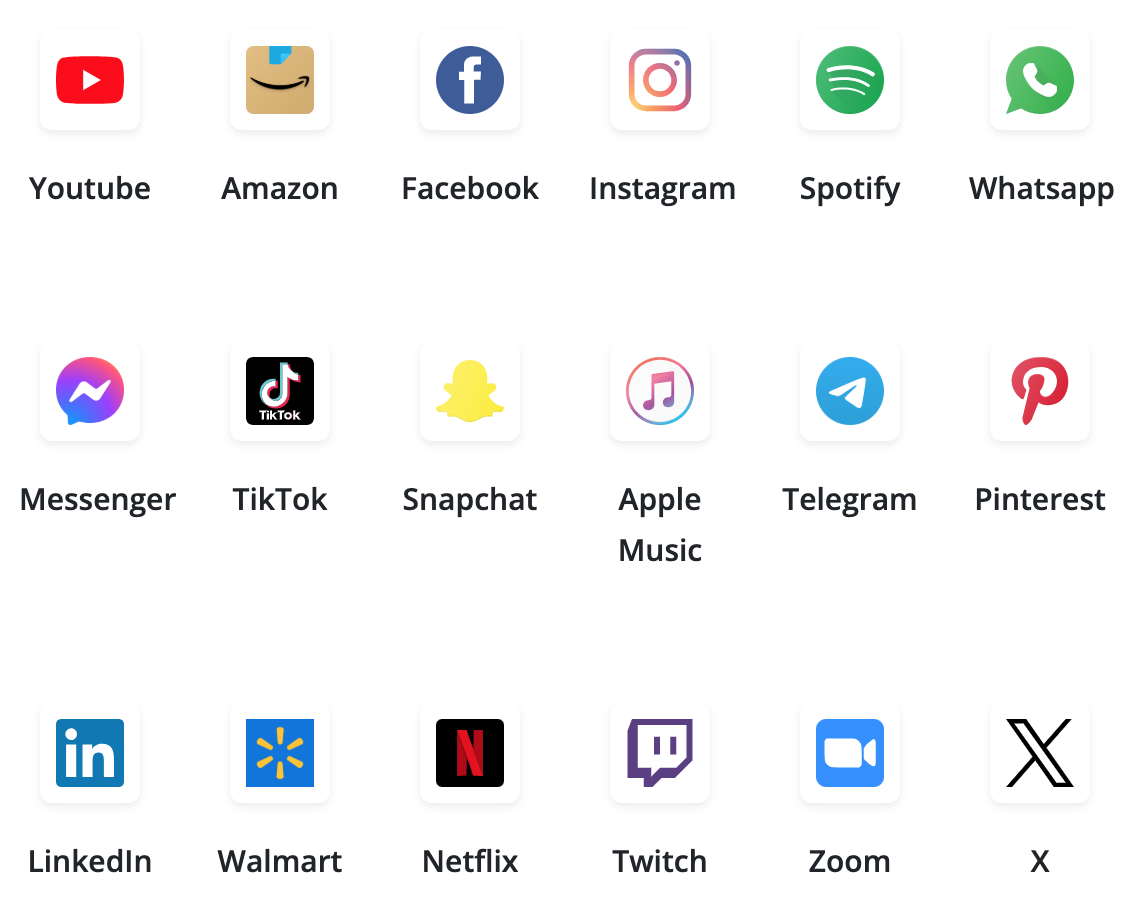 Youtube
Amazon
Facebook
Instagram
Spotify
Whatsapp
TikTok
Messenger
TikTok
Snapchat
Apple
Music
Telegram
Pinterest
in
LinkedIn
Walmart
Netflix
Twitch
Zoom
X